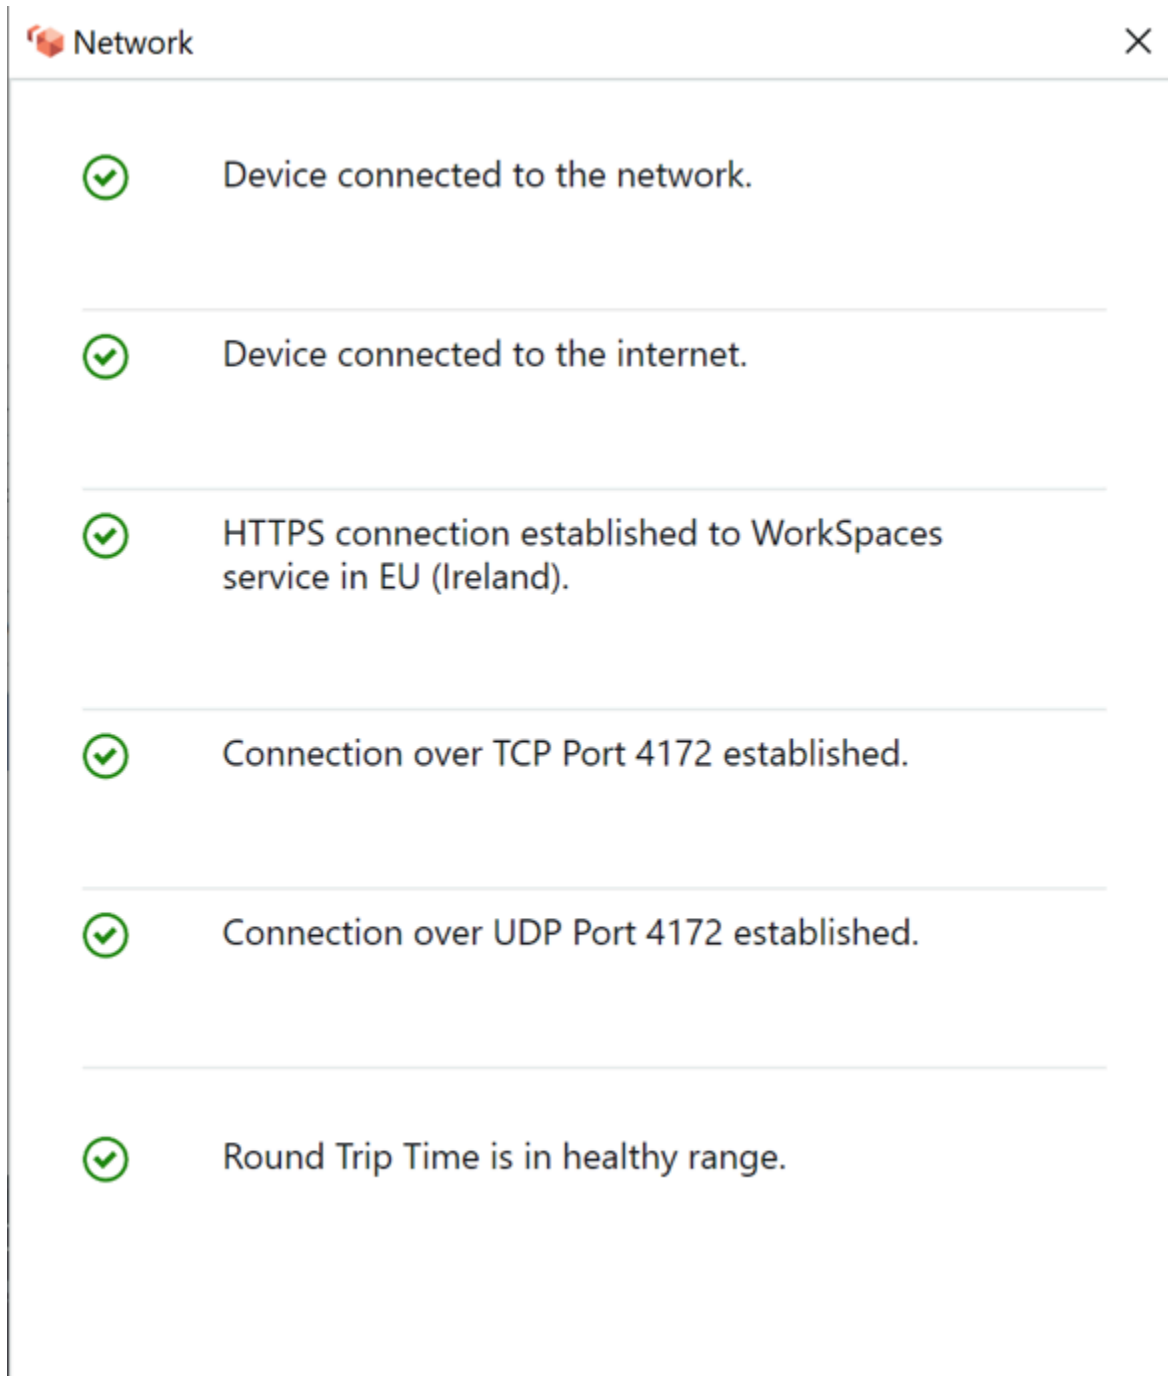 Network
Device connected to the network.
Device connected to the internet.
HTTPS connection established to WorkSpaces
service in EU (Ireland).
Connection over TCP Port 4172 established.
Connection over UDP Port 4172 established.
Round Trip Time is in healthy range.